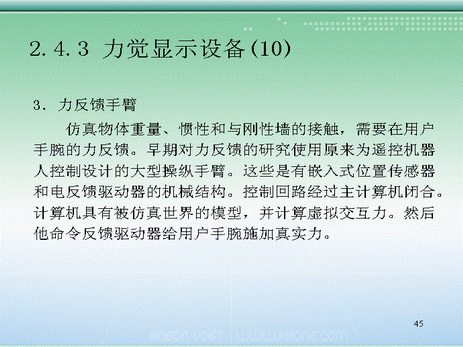 2.4.3 力觉显示设备(10)
3．力反馈手臂
仿真物体重量、惯性和与刚性墙的接触，需要在用户
手腕的力反馈。早期对力反馈的研究使用原来为遥控机器
人控制设计的大型操纵手臂。这些是有嵌入式位置传感器
和电反馈驱动器的机械结构。控制回路经过主计算机闭合。
计算机具有被仿真世界的模型，并计算虚拟交互力。然后
他命令反馈驱动器给用户手腕施加真实力。
45